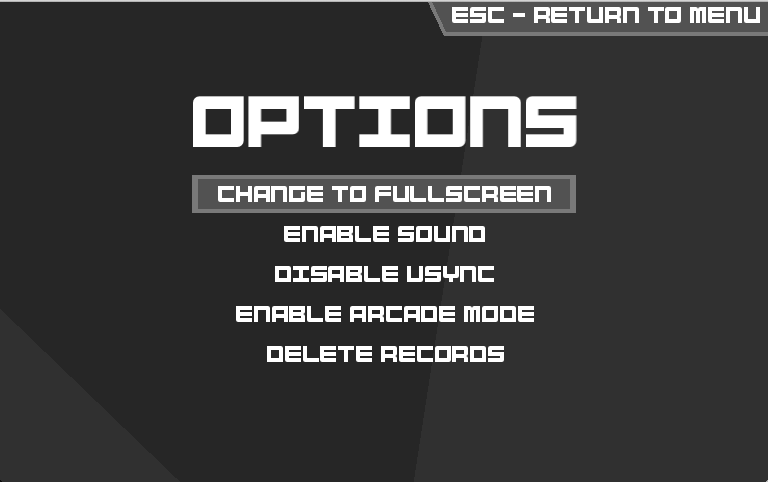 ESC - RETURN TO MENU
OPTIONS
CHANGE TO FULLSCREEN
ENABLE SOUND
DISABLE VSYNC
ENABLE ARCADE MODE
DELETE RECORDS